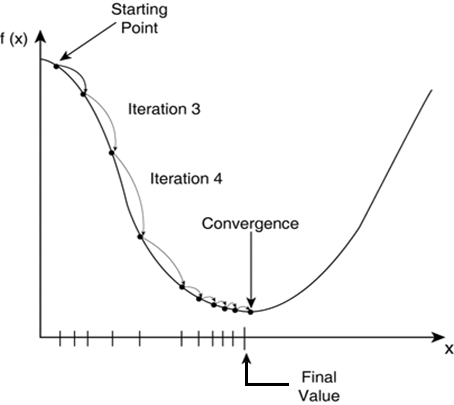 Starting
Point
f (x)
Iteration 3
Iteration 4
Convergence
x
Final
Value